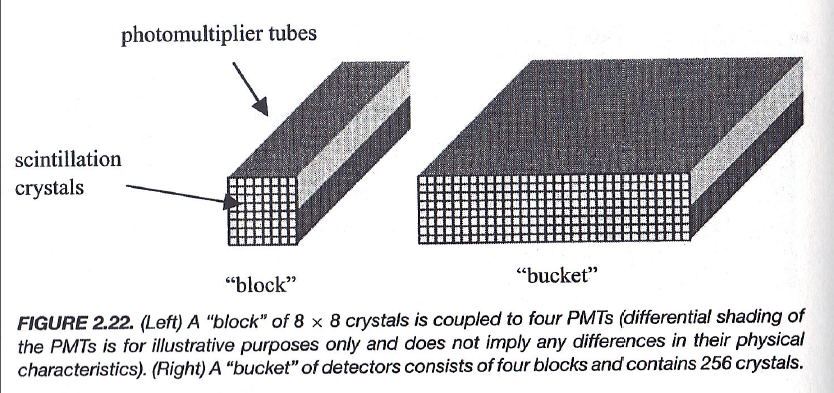 photomultiplier tubes
scintillation
crystals
“block”
“bucket”
FIGURE 2.22. (Left) A “block” of 8 × 8 crystals is coupled to four PMTs (differential shading of
the PMTs is for illustrative purposes only and does not imply any differences in their physical
characteristics). (Right) A “bucket” of detectors consists of four blocks and contains 256 crystals.